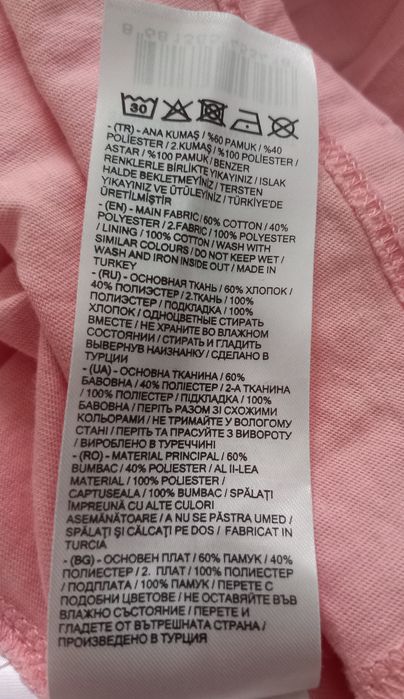 30
- (TR) - ANA KUMAŞ / %60 PAMUK / %40
POLİESTER / 2.KUMAŞ / %100 POLİESTER /
ASTAR / %100 PAMUK / BENZER
RENKLERLE BİRLİKTE YIKAYINIZ / ISLAK
HALDE BEKLETMEYİNİZ / TERSTEN
YIKAYINIZ VE ÜTÜLEYİNİZ / TÜRKİYE'DE
ÜRETİLMİŞTİR
- (EN) - MAIN FABRIC / 60% COTTON / 40%
POLYESTER / 2.FABRIC / 100% POLYESTER
/ LINING / 100% COTTON / WASH WITH
SIMILAR COLOURS / DO NOT KEEP WET /
WASH AND IRON INSIDE OUT / MADE IN
TURKEY
- (RU) - ОСНОВНАЯ ТКАНЬ / 60% ХЛОПОК /
40% ПОЛИЭСТЕР / 2.ТКАНЬ / 100%
ПОЛИЭСТЕР / ПОДКЛАДКА / 100%
ХЛОПОК / ОДНОЦВЕТНЫЕ СТИРАТЬ
ВМЕСТЕ / НЕ ХРАНИТЕ ВО ВЛАЖНОМ
СОСТОЯНИИ / СТИРАТЬ И ГЛАДИТЬ
ВЫВЕРНУВ НАИЗНАНКУ / СДЕЛАНО В
ТУРЦИИ
- (UA) - ОСНОВНА ТКАНИНА / 60%
БАВОВНА / 40% ПОЛІЕСТЕР / 2-А ТКАНИНА
/ 100% ПОЛІЕСТЕР / ПІДКЛАДКА / 100%
БАВОВНА / ПЕРІТЬ РАЗОМ ЗІ СХОЖИМИ
КОЛЬОРАМИ / НЕ ТРИМАЙТЕ У ВОЛОГОМУ
СТАНІ / ПЕРІТЬ ТА ПРАСУЙТЕ З ВИВОРОТУ
/ ВИРОБЛЕНО В ТУРЕЧЧИНІ
- (RO) - MATERIAL PRINCIPAL / 60%
BUMBAC / 40% POLIESTER / AL II-LEA
MATERIAL / 100% POLIESTER /
CAPTUSEALA / 100% BUMBAC / SPĂLAȚI
ÎMPREUNĂ CU ALTE CULORI
ASEMĂNĂTOARE / A NU SE PĂSTRA UMED /
SPĂLAȚI ȘI CĂLCAȚI PE DOS / FABRICAT IN
TURCIA
- (BG) - ОСНОВЕН ПЛАТ / 60% ПАМУК / 40%
ПОЛИЕСТЕР / 2. ПЛАТ / 100% ПОЛИЕСТЕР
/ ПОДПЛАТА / 100% ПАМУК / ПЕРЕТЕ С
ПОДОБНИ ЦВЕТОВЕ / НЕ ОСТАВЯЙТЕ ВЪВ
ВЛАЖНО СЪСТОЯНИЕ / ПЕРЕТЕ И
ГЛАДЕТЕ ОТ ВЪТРЕШНАТА СТРАНА /
ПРОИЗВЕДЕНО В ТУРЦИЯ